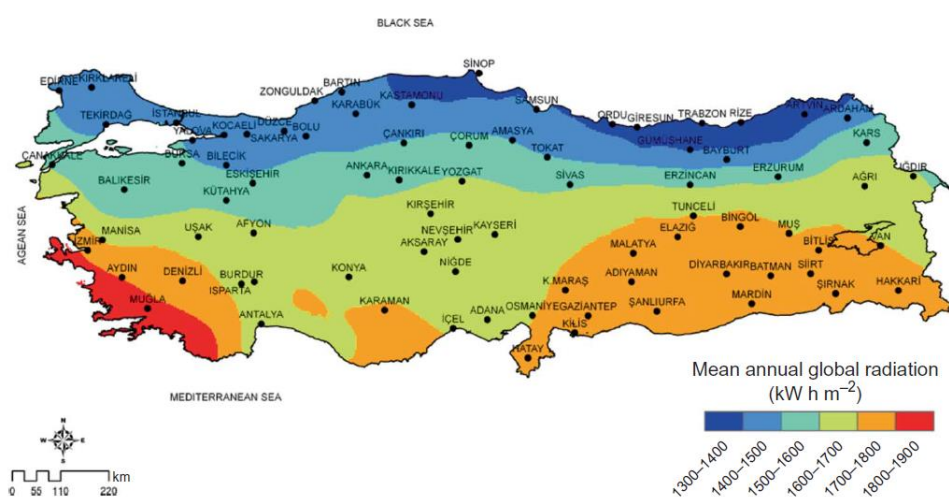 BLACK SEA
SİNOP
EDİRNE KIRKLARELİ
BARTIN
ZONGULDAK
KASTAMONU
KARABÜK
SAMSUN
TEKİRDAĞ
İSTANBUL
ORDU GİRESUN TRABZON RİZE
ARTVİN
ARDAHAN
YALOVA
KOCAELİ
DÜZCE
SAKARYA
BOLU
ÇANKIRI
ÇORUM
AMASYA
TOKAT
GÜMÜŞHANE
BAYBURT
KARS
ÇANAKKALE
BURSA
BİLECİK
ESKİŞEHİR
ANKARA
KIRIKKALE
YOZGAT
SİVAS
ERZİNCAN
ERZURUM
AĞRI
IĞDIR
BALIKESİR
KÜTAHYA
KIRŞEHİR
TUNCELİ
AGEAN SEA
MANİSA
İZMİR
UŞAK
AFYON
NEVŞEHİR
KAYSERİ
AKSARAY
NİĞDE
ELAZIĞ
BİNGÖL
MUŞ
BİTLİS
VAN
MALATYA
AYDIN
DENİZLİ
BURDUR
ISPARTA
KONYA
K.MARAŞ
ADIYAMAN
DİYARBAKIR
BATMAN
SİİRT
ŞIRNAK
HAKKARİ
MUĞLA
ANTALYA
KARAMAN
İÇEL
ADANA
OSMANİYE
GAZİANTEP
ŞANLIURFA
MARDİN
KİLİS
HATAY
MEDITERRANEAN SEA
Mean annual global radiation
(kW h m–2)
1300–1400
1400–1500
1500–1600
1600–1700
1700–1800
1800–1900
N
W E
S
km
0 55 110 220